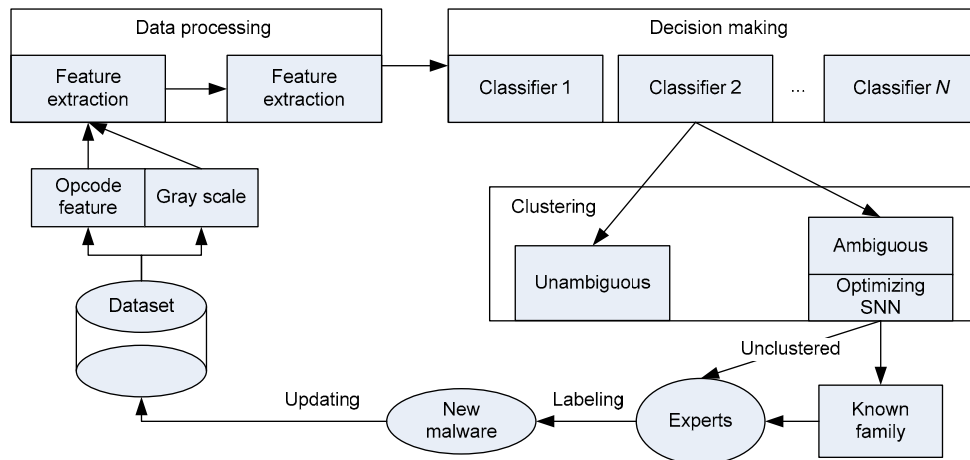 Data processing
Decision making
Feature
extraction
Feature
extraction
Classifier 1
Classifier 2
...
Classifier N
Opcode
feature
Gray scale
Clustering
Unambiguous
Ambiguous
Optimizing
SNN
Dataset
Unclustered
Updating
New
malware
Labeling
Experts
Known
family